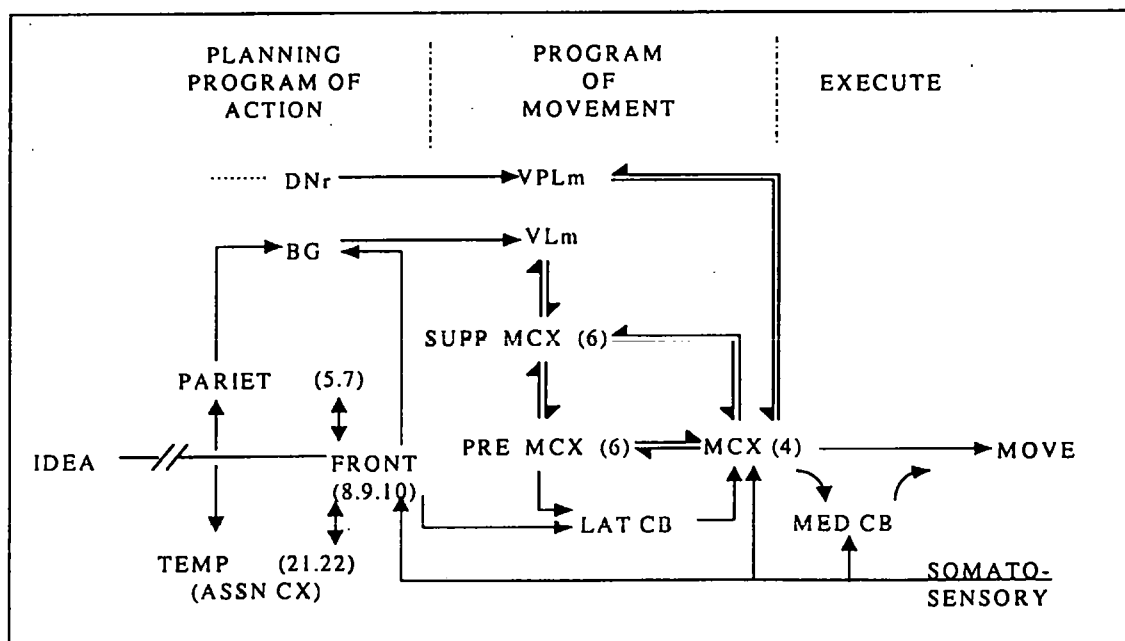 PLANNING
PROGRAM OF
ACTION
PROGRAM
OF
MOVEMENT
EXECUTE
DNr
VPLm
BG
VLm
SUPP MCX (6)
PARIET (5.7)
IDEA
FRONT
(8.9.10)
PRE MCX (6)
MCX (4)
MOVE
LAT CB
MED CB
TEMP (21.22)
(ASSN CX)
SOMATO-
SENSORY